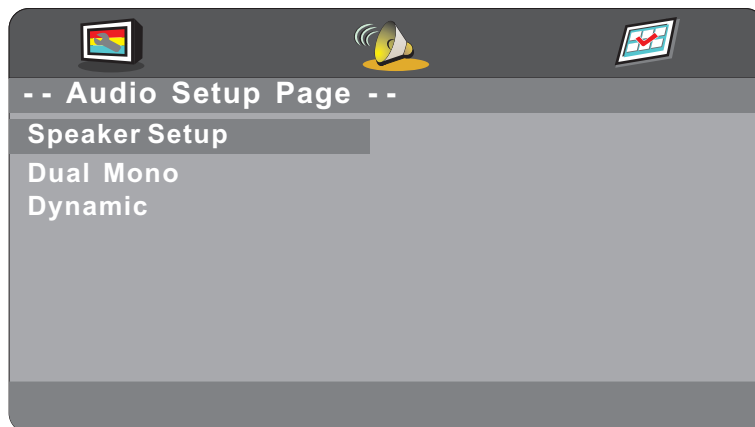 - - Audio Setup Page - -
Speaker Setup
Dual Mono
Dynamic